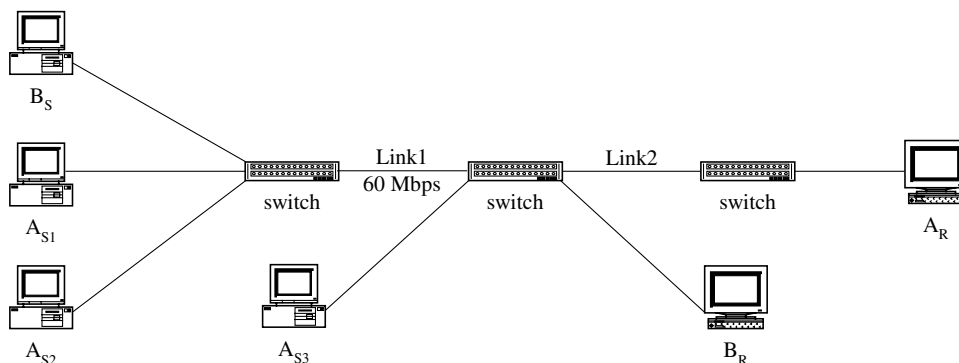 B_S
Link1
Link2
60 Mbps
switch
switch
switch
A_S1
A_R
A_S2
A_S3
B_R